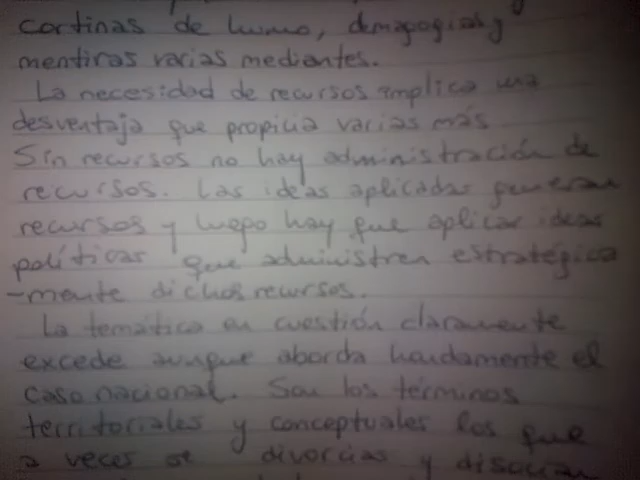 cortinas de humo, demagogias y
mentiras varias mediantes.
La necesidad de recursos implica una
desventaja que propicia varias más.
Sin recursos no hay administración de
recursos. Las ideas aplicadas generan
recursos y luego hay que aplicar ideas
políticas que administren estratégica
-mente dichos recursos.
La temática en cuestión claramente
excede aunque aborda hondamente el
caso nacional. Son los términos
territoriales y conceptuales los que
a veces se divorcias y disocian